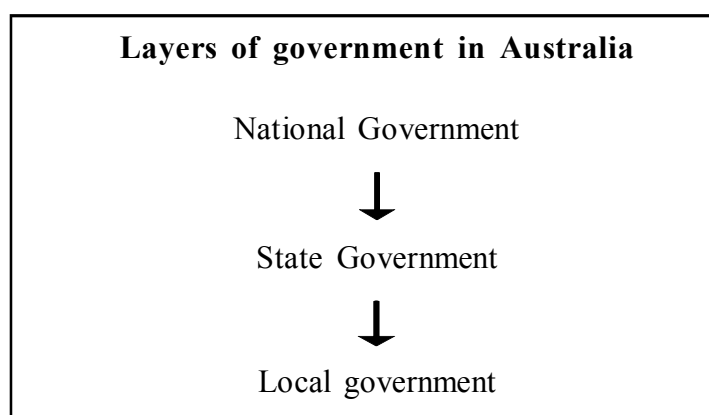 Layers of government in Australia
National Government
State Government
Local government